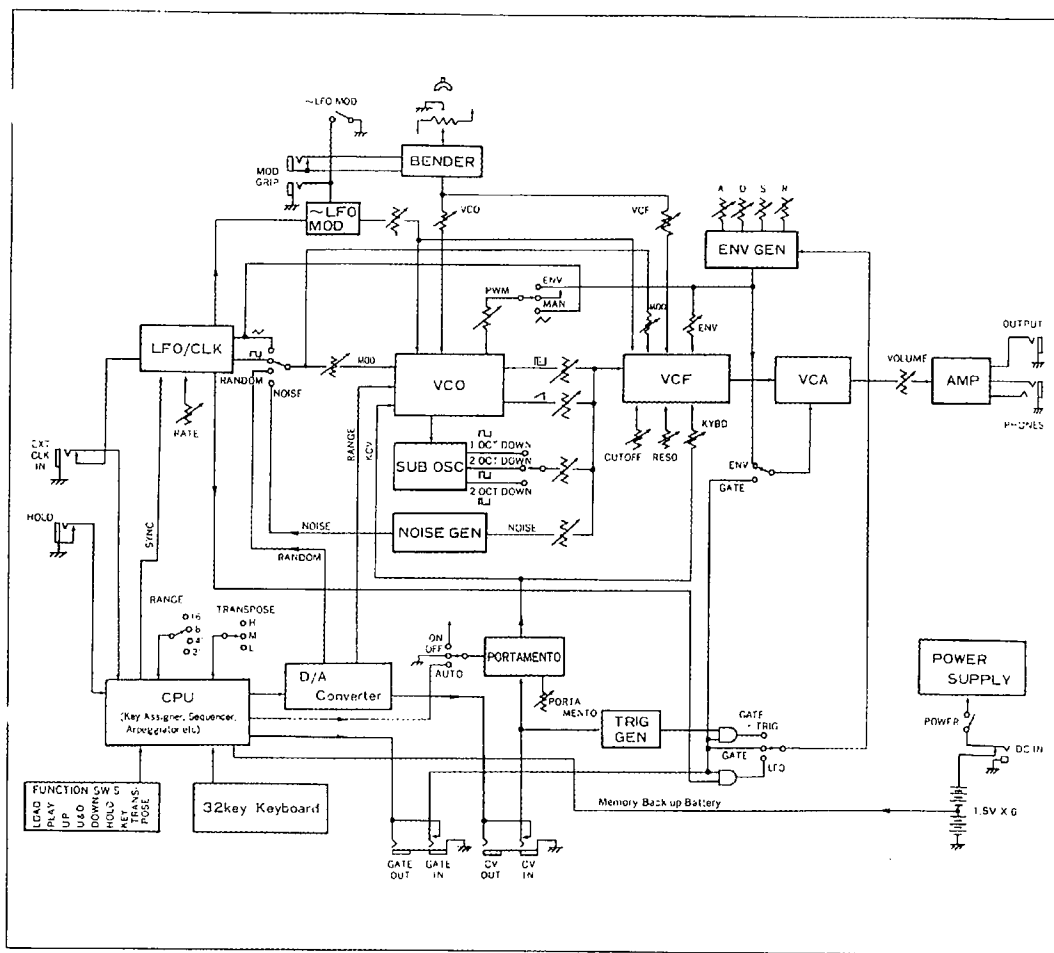 ~LFO MOD
BENDER
MOD
GRIP
~LFO
MOD
VCO
VCF
A D S R
ENV GEN
PWM
ENV
MAN
MOD
ENV
LFO/CLK
RANDOM
NOISE
MOD
VCO
VCF
VCA
VOLUME
AMP
OUTPUT
PHONES
RATE
EXT
CLK
IN
RANGE
KCV
SUB OSC
1 OCT DOWN
2 OCT DOWN
2 OCT DOWN
CUTOFF
RESO
KYBD
ENV
GATE
HOLD
SYNC
NOISE
NOISE GEN
NOISE
RANDOM
RANGE
16
8
4'
2'
TRANSPOSE
H
M
L
ON
OFF
AUTO
PORTAMENTO
PORTA
MENTO
D/A
Converter
CPU
(Key Assigner, Sequencer,
Arpeggiator etc)
TRIG
GEN
GATE
+ TRIG
GATE
LFO
POWER
SUPPLY
POWER
DC IN
FUNCTION SW'S
LOAD
PLAY
UP
U&D
DOWN
HOLD
KEY
TRANS-
POSE
32key Keyboard
Memory Back up Battery
1.5V X 6
GATE
OUT
GATE
IN
CV
OUT
CV
IN